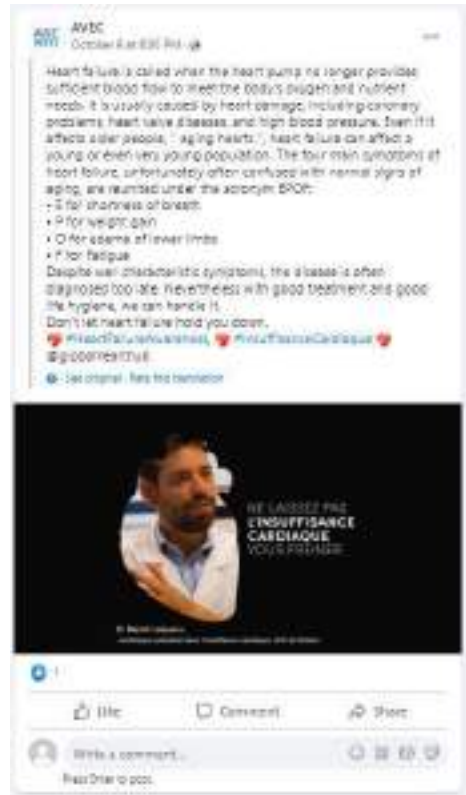 AVEC
October 6 at 8:00 PM
Heart failure is called when the heart pump no longer provides
sufficient blood flow to meet the body's oxygen and nutrient
needs. It is usually caused by heart damage, including coronary
problems, heart valve diseases, and high blood pressure. Even if it
affects older people, " aging hearts ", heart failure can affect a
young or even very young population. The four main symptoms of
heart failure, unfortunately often confused with normal signs of
aging, are reunited under the acronym EPOF:
• E for shortness of breath
• P for weight gain
• O for edema of lower limbs
• F for fatigue
Despite well characteristic symptoms, the disease is often
diagnosed too late. Nevertheless with good treatment and good
life hygiene, we can handle it.
Don't let heart failure hold you down.
#HeartFailureAwareness, #InsuffisanceCardiaque
@globalhearthub
See original · Rate this translation
NE LAISSEZ PAS
L'INSUFFISANCE
CARDIAQUE
VOUS FREINER
1
Like Comment Share
Write a comment...
Press Enter to post.